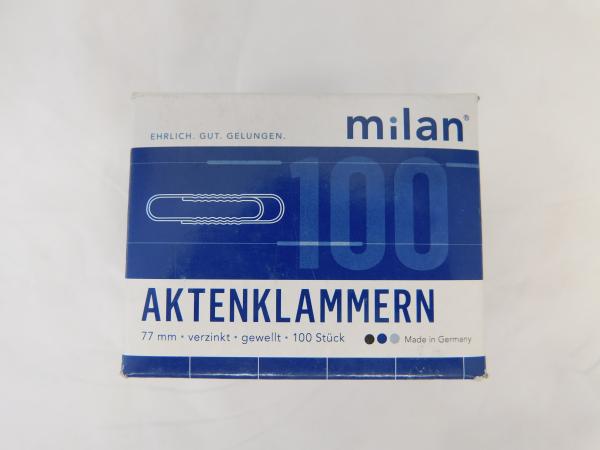 milan®
EHRLICH. GUT. GELUNGEN.
100
AKTENKLAMMERN
77 mm • verzinkt • gewellt • 100 Stück
Made in Germany